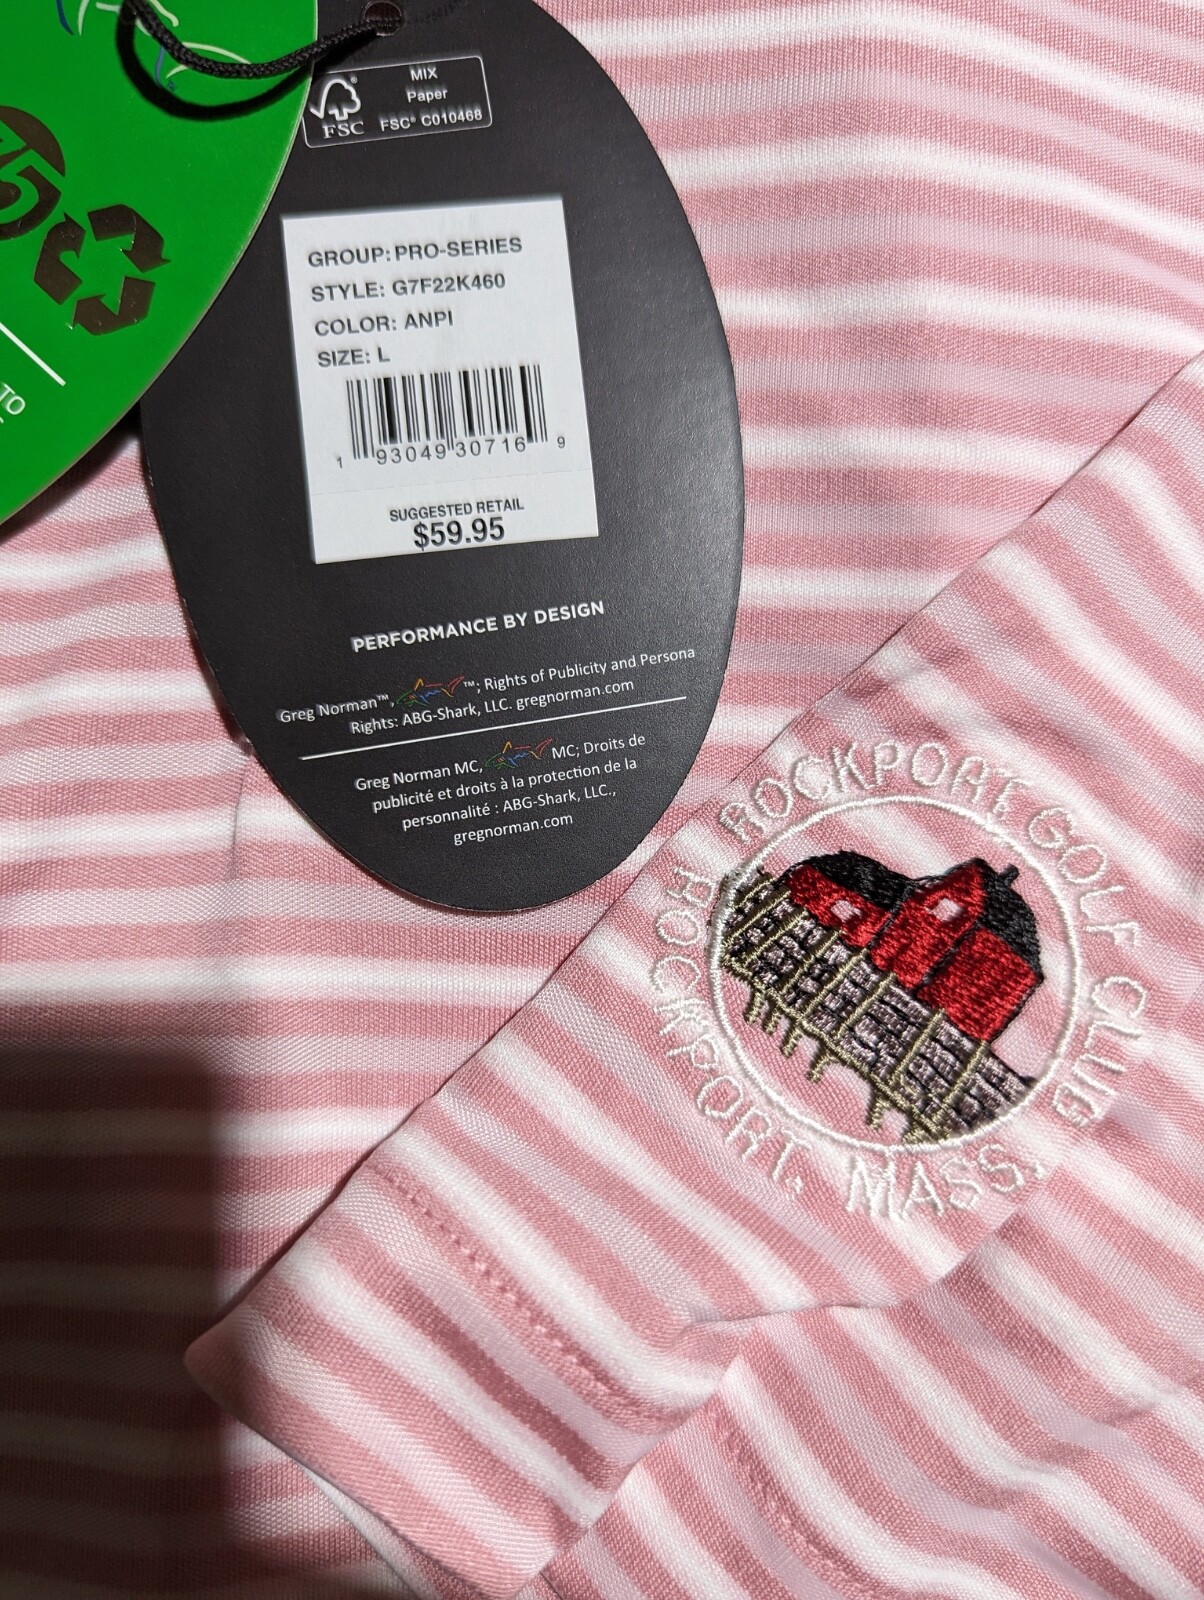 75
TO
MIX
Paper
FSC
FSC® C010468
GROUP: PRO-SERIES
STYLE: G7F22K460
COLOR: ANPI
SIZE: L
1 93049 30716 9
SUGGESTED RETAIL
$59.95
PERFORMANCE BY DESIGN
Greg Norman™, ™; Rights of Publicity and Persona
Rights: ABG-Shark, LLC. gregnorman.com
Greg Norman MC, MC; Droits de
publicité et droits à la protection de la
personnalité : ABG-Shark, LLC.,
gregnorman.com
ROCKPORT GOLF CLUB
ROCKPORT, MASS.